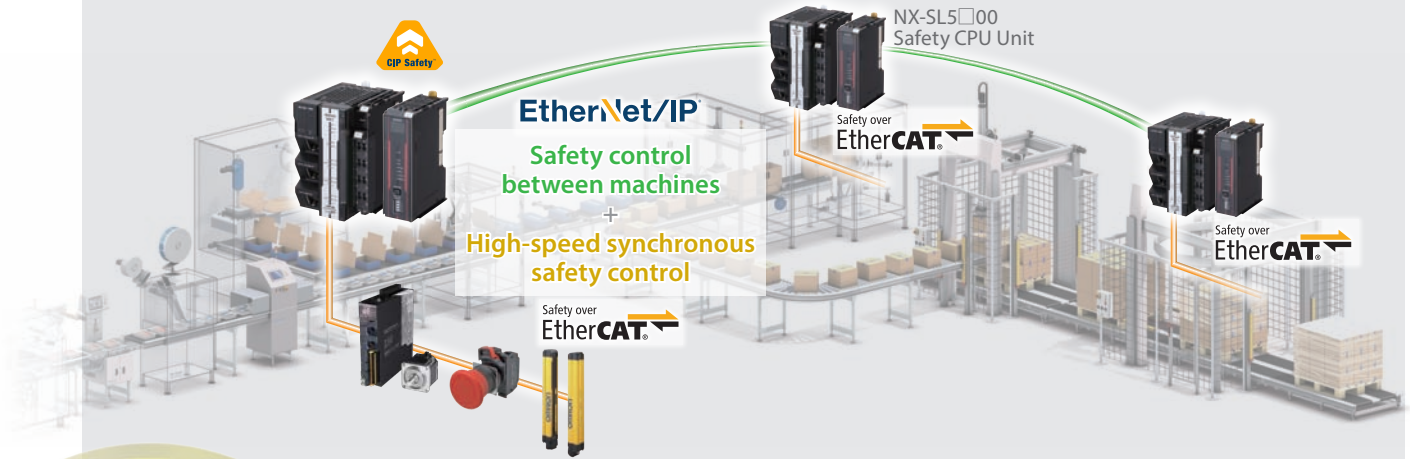 NX-SL5□00
Safety CPU Unit
CIP Safety
EtherNet/IP
Safety over
EtherCAT®
Safety control
between machines
+
High-speed synchronous
safety control
Safety over
EtherCAT®
Safety over
EtherCAT®
OMRON